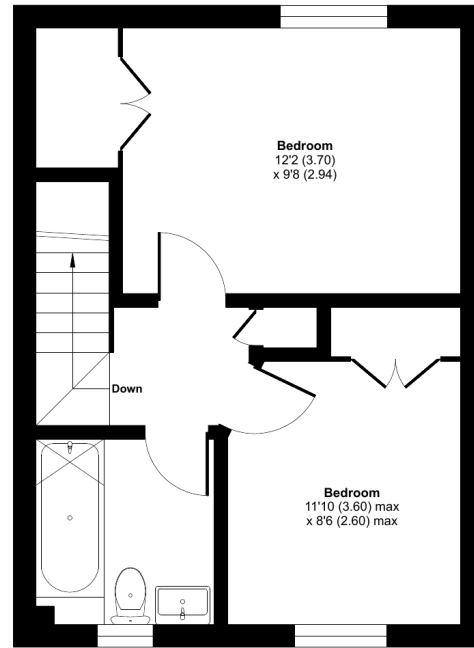 Bedroom
12'2 (3.70)
x 9'8 (2.94)
Down
Bedroom
11'10 (3.60) max
x 8'6 (2.60) max